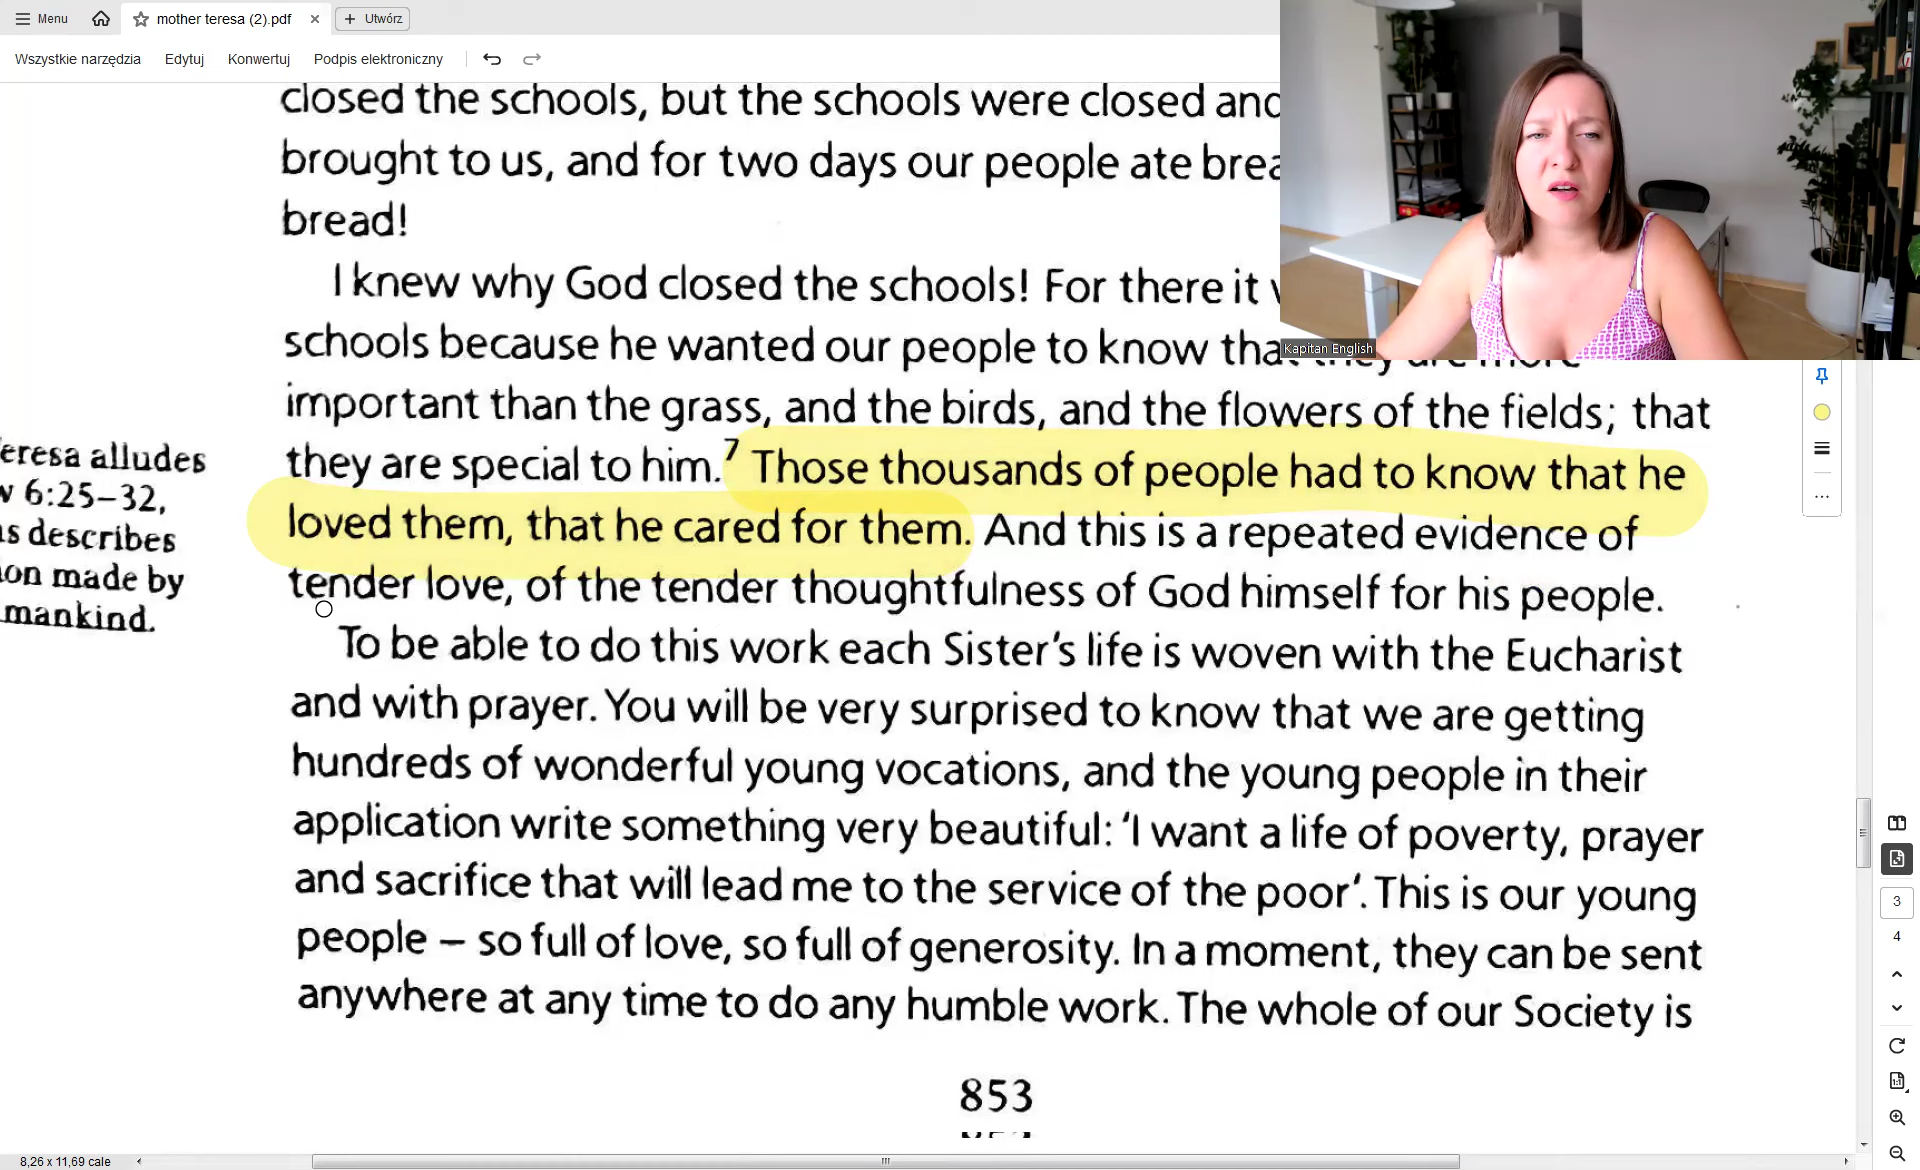 Menu
mother teresa (2).pdf
Utwórz
Wszystkie narzędzia Edytuj Konwertuj Podpis elektroniczny
closed the schools, but the schools were closed and
brought to us, and for two days our people ate
bread!
I knew why God closed the schools! For there it
schools because he wanted our people to know that they are more
important than the grass, and the birds, and the flowers of the fields; that
they are special to him.7 Those thousands of people had to know that he
loved them, that he cared for them. And this is a repeated evidence of
tender love, of the tender thoughtfulness of God himself for his people.
To be able to do this work each Sister's life is woven with the Eucharist
and with prayer. You will be very surprised to know that we are getting
hundreds of wonderful young vocations, and the young people in their
application write something very beautiful: 'I want a life of poverty, prayer
and sacrifice that will lead me to the service of the poor'. This is our young
people – so full of love, so full of generosity. In a moment, they can be sent
anywhere at any time to do any humble work. The whole of our Society is
853
eresa alludes
w 6:25–32,
s describes
on made by
mankind.
Kapitan English
3
4
8,26 x 11,69 cale